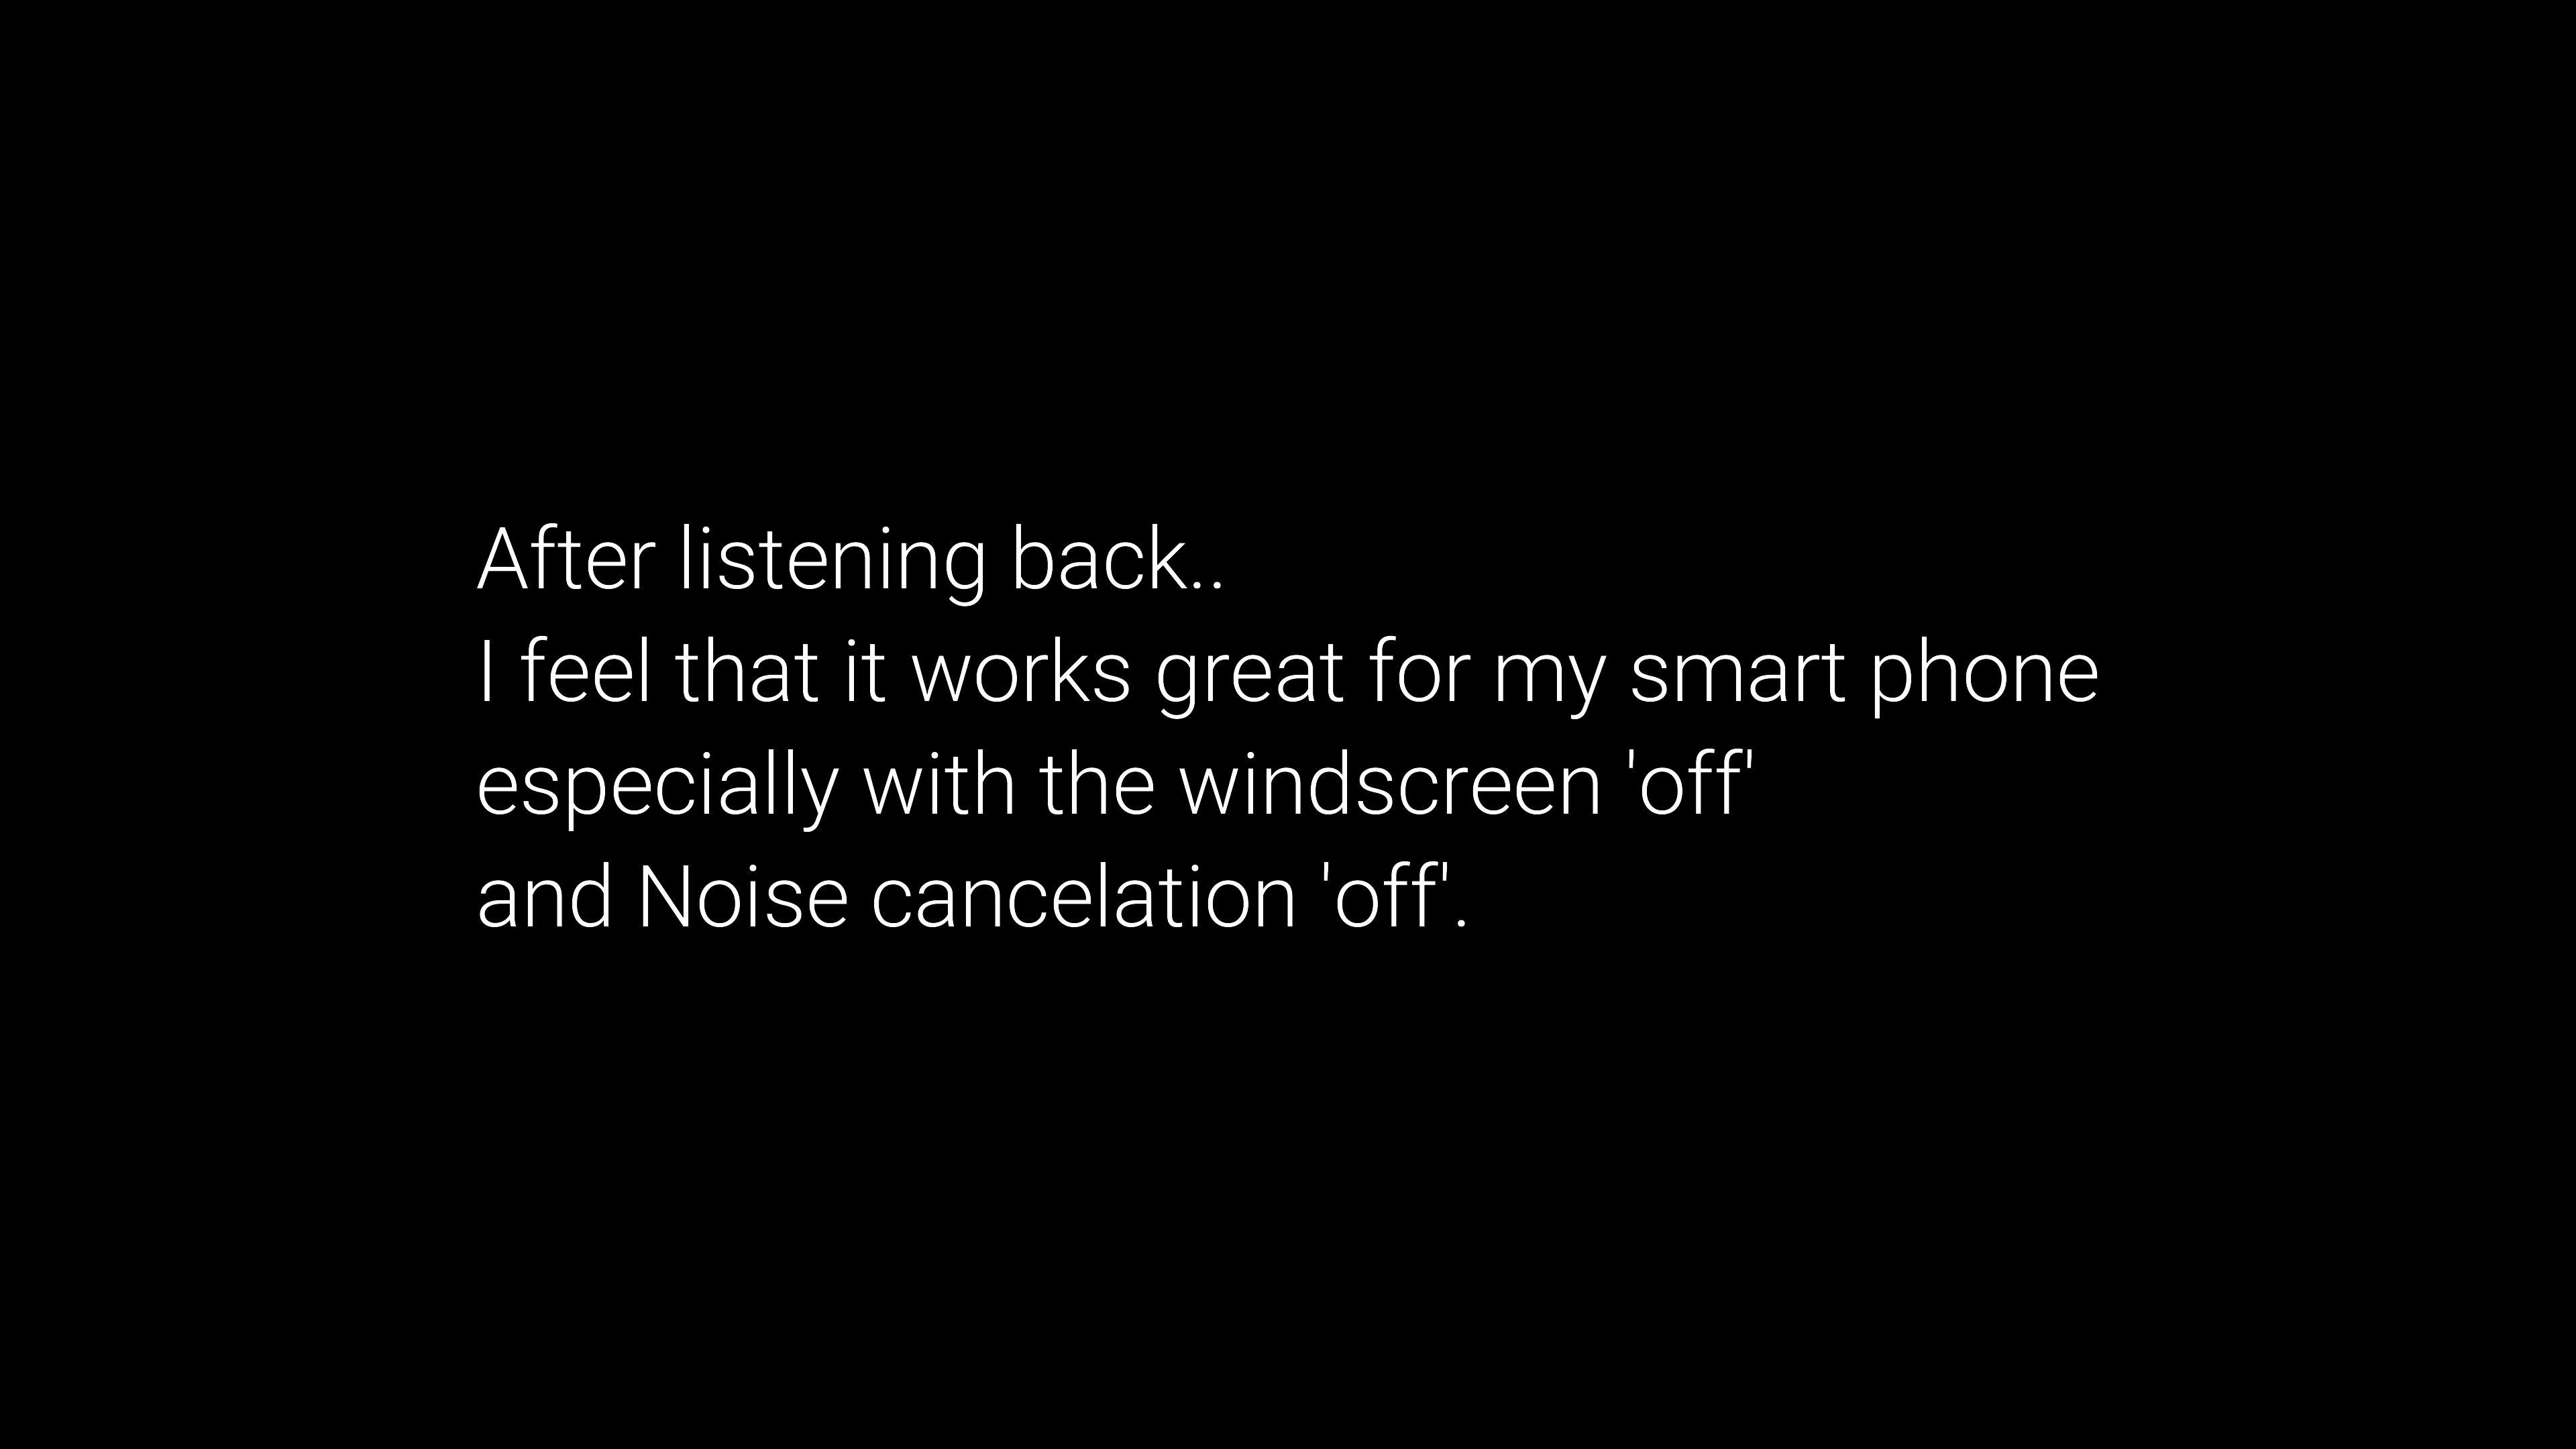 After listening back..
I feel that it works great for my smart phone
especially with the windscreen 'off'
and Noise cancelation 'off'.